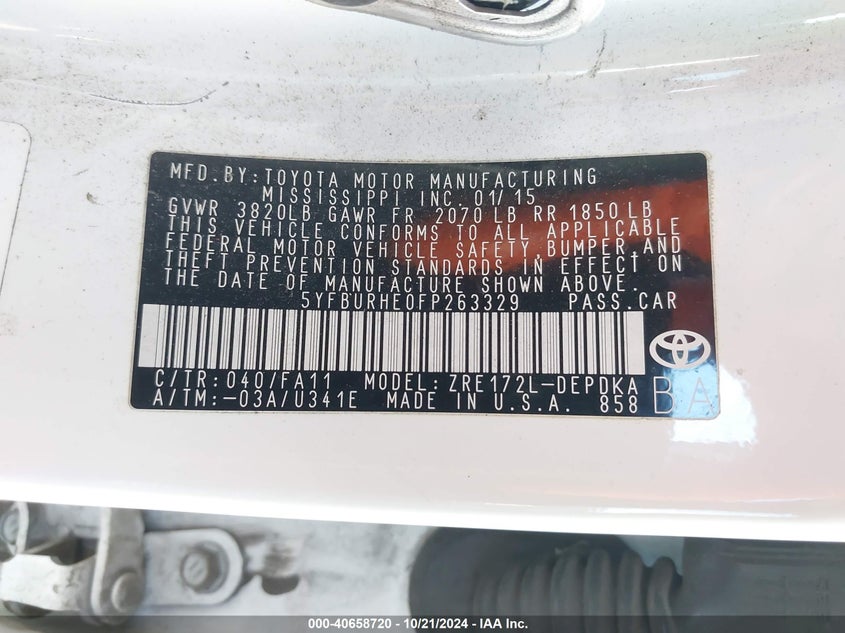 MFD. BY: TOYOTA MOTOR MANUFACTURING
MISSISSIPPI INC. 01/15
GVWR 3820LB GAWR FR 2070 LB RR 1850 LB
THIS VEHICLE CONFORMS TO ALL APPLICABLE
FEDERAL MOTOR VEHICLE SAFETY, BUMPER, AND
THEFT PREVENTION STANDARDS IN EFFECT ON
THE DATE OF MANUFACTURE SHOWN ABOVE.
5YFBURHE0FP263329 PASS. CAR
C/TR: 040/FA11 MODEL: ZRE172L-DEPDKA
A/TM: -03A/U341E MADE IN U.S.A. 858
BA
000-40658720 - 10/21/2024 - IAA Inc.